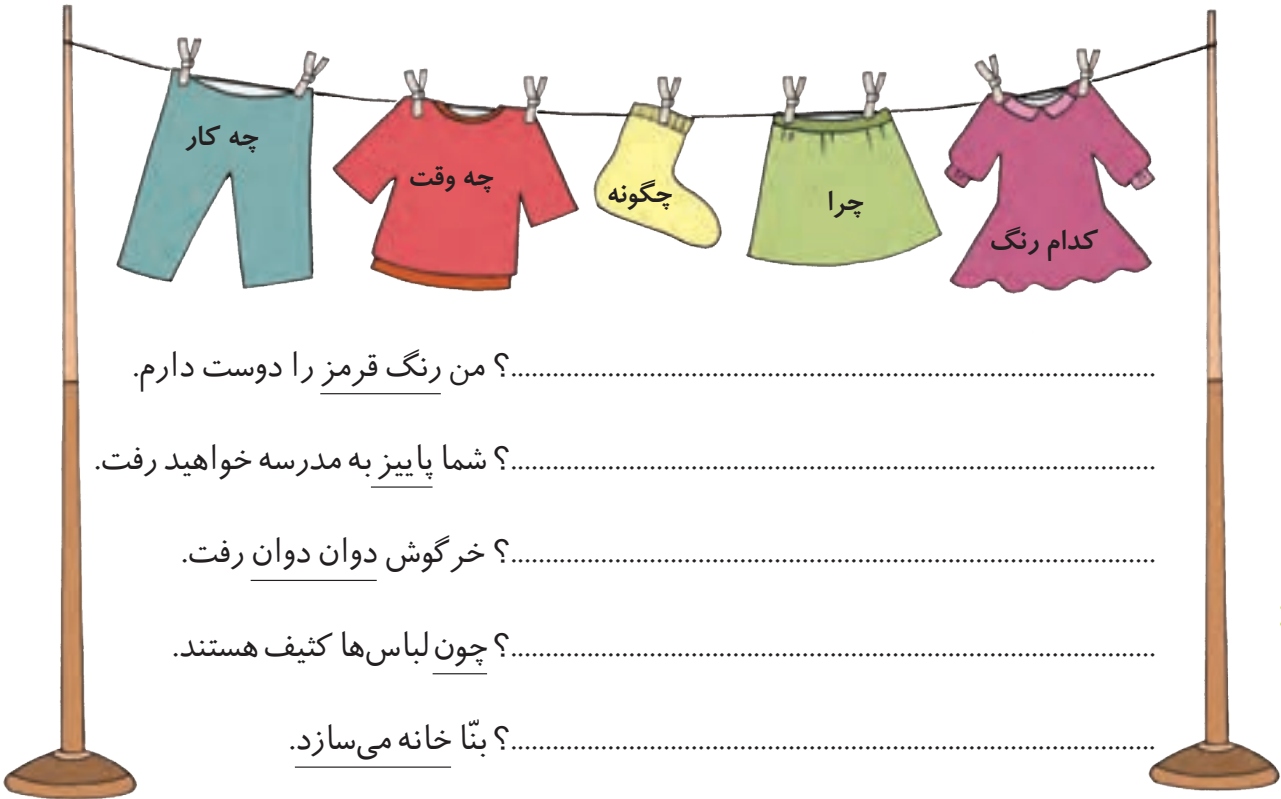 کدام رنگ
چرا
چگونه
چه وقت
چه کار
..........................................................................................؟ من رنگ قرمز را دوست دارم.
..........................................................................................؟ شما پاییز به مدرسه خواهید رفت.
..........................................................................................؟ خرگوش دوان دوان رفت.
..........................................................................................؟ چون لباس‌ها کثیف هستند.
..........................................................................................؟ بنّا خانه می‌سازد.